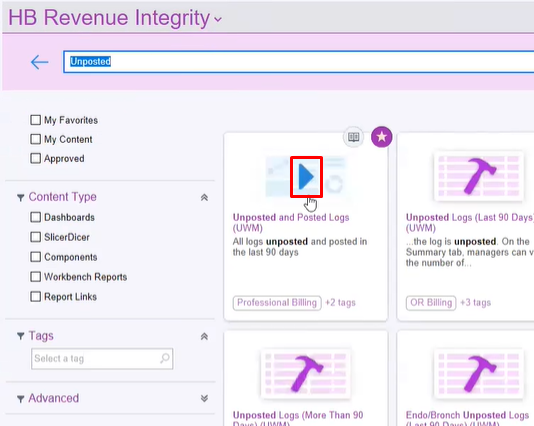 HB Revenue Integrity
Unposted
My Favorites
My Content
Approved
Content Type
Dashboards
SlicerDicer
Components
Workbench Reports
Report Links
Tags
Select a tag
Advanced
Unposted and Posted Logs
(UWM)
All logs unposted and posted in
the last 90 days
Professional Billing +2 tags
Unposted Logs (Last 90 Days)
(UWM)
...the log is unposted. On the
Summary tab, managers can v
the number of...
OR Billing +3 tags
Unposted Logs (More Than 90
Days) (UWM)
Endo/Bronch Unposted Logs
(Last 90 Days) (UWM)